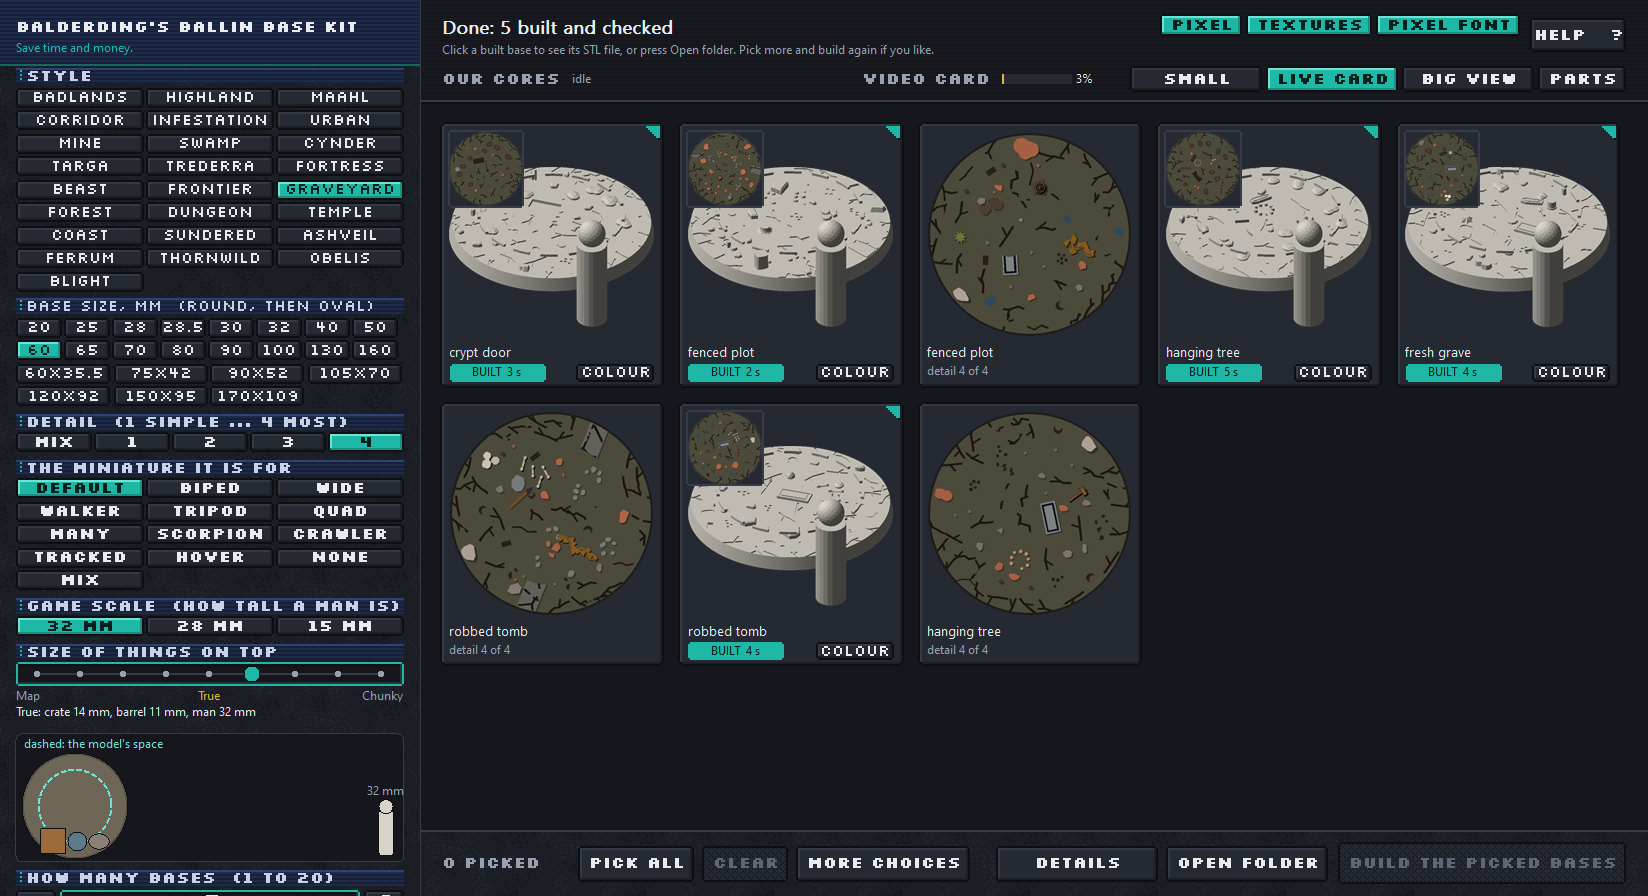 BALDERDING'S BALLIN BASE KIT
Save time and money.
STYLE
BADLANDS HIGHLAND MAAHL
CORRIDOR INFESTATION URBAN
MINE SWAMP CYNDER
TARGA TREDERRA FORTRESS
BEAST FRONTIER GRAVEYARD
FOREST DUNGEON TEMPLE
COAST SUNDERED ASHVEIL
FERRUM THORNWILD OBELIS
BLIGHT
BASE SIZE, MM (ROUND, THEN OVAL)
20 25 28 28.5 30 32 40 50
60 65 70 80 90 100 130 160
60X35.5 75X42 90X52 105X70
120X92 150X95 170X109
DETAIL (1 SIMPLE ... 4 MOST)
MIX 1 2 3 4
THE MINIATURE IT IS FOR
DEFAULT BIPED WIDE
WALKER TRIPOD QUAD
MANY SCORPION CRAWLER
TRACKED HOVER NONE
MIX
GAME SCALE (HOW TALL A MAN IS)
32 MM 28 MM 15 MM
SIZE OF THINGS ON TOP
Map True Chunky
True: crate 14 mm, barrel 11 mm, man 32 mm
dashed: the model's space
32 mm
HOW MANY BASES (1 TO 20)
Done: 5 built and checked
Click a built base to see its STL file, or press Open folder. Pick more and build again if you like.
PIXEL TEXTURES PIXEL FONT HELP ?
OUR CORES idle VIDEO CARD 3% SMALL LIVE CARD BIG VIEW PARTS
crypt door
BUILT 3 s COLOUR
fenced plot
BUILT 2 s COLOUR
fenced plot
detail 4 of 4
hanging tree
BUILT 5 s COLOUR
fresh grave
BUILT 4 s COLOUR
robbed tomb
detail 4 of 4
robbed tomb
BUILT 4 s COLOUR
hanging tree
detail 4 of 4
0 PICKED PICK ALL CLEAR MORE CHOICES DETAILS OPEN FOLDER BUILD THE PICKED BASES